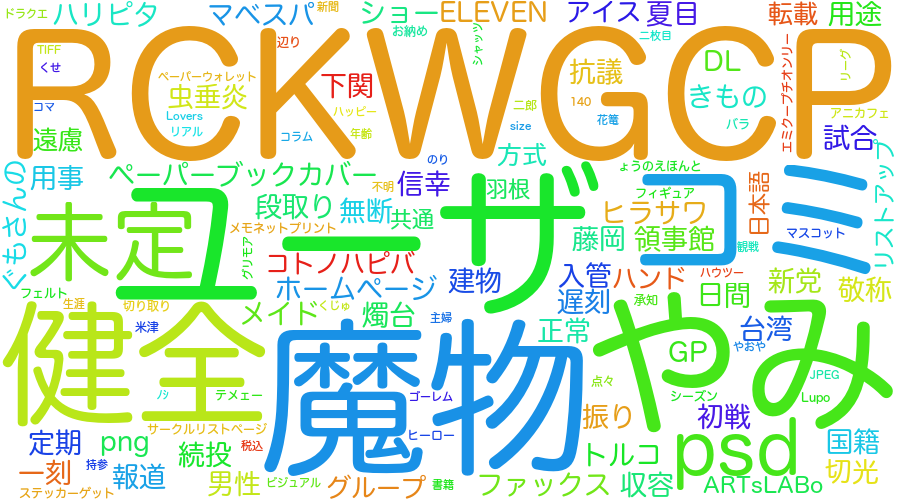 ドラクエ
ハリピタ
マベスパ
新聞
ショー
ELEVEN
アイス
夏目
転載
用途
お納め
シャッツ
二枚目
RCKWGCP
TIFF
辺り
くせ
ペーパーウォレット
虫垂炎
下関
抗議
DL
エミクープチオンリー
リーグ
コマ
Lovers
ハッピー
二郎
140
きもの
アニカフェ
遠慮
リアル
コラム
年齢
size
花篭
バラ
試合
ぐもさんの
用事
ペーパーブックカバー
のり
方式
ょうのえほんと
リストアップ
不明
信幸
羽根
フィギュア
日本語
コミ
段取り
無断
共通
ユーザ
ヒラサワ
未定
メモネットプリント
藤岡
領事館
マスコット
観戦
グリモア
コトノハピバ
建物
入管
ハンド
ハウツー
新党
フェルト
ホームページ
遅刻
承知
日間
敬称
生涯
切り取り
メイド
くじゅ
燭台
主婦
正常
やみ
台湾
健全
米津
魔物
GP
やおや
点々
JPEG
テメェー
ゴーレム
シーズン
Lupo
サークルリストページ
振り
初戦
定期
png
続投
税込
ヒーロー
トルコ
psd
国籍
一刻
持参
報道
男性
ビジュアル
グループ
書籍
ファックス
収容
ARTsLABo
切光
ステッカーゲット